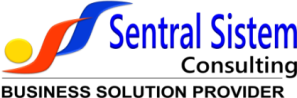 Sentral Sistem
Consulting
BUSINESS SOLUTION PROVIDER